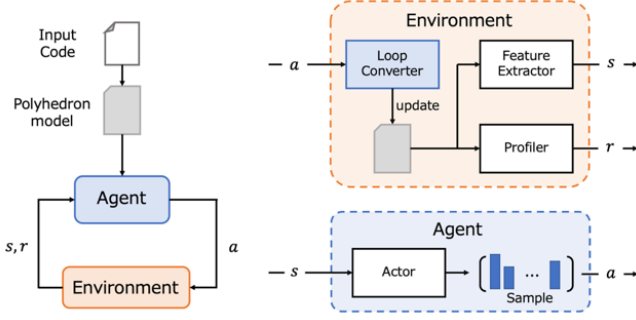 Input
Code
Polyhedron
model
Agent
s, r
a
Environment
Environment
a
Loop
Converter
update
Feature
Extractor
s
Profiler
r
Agent
s
Actor
...
Sample
a